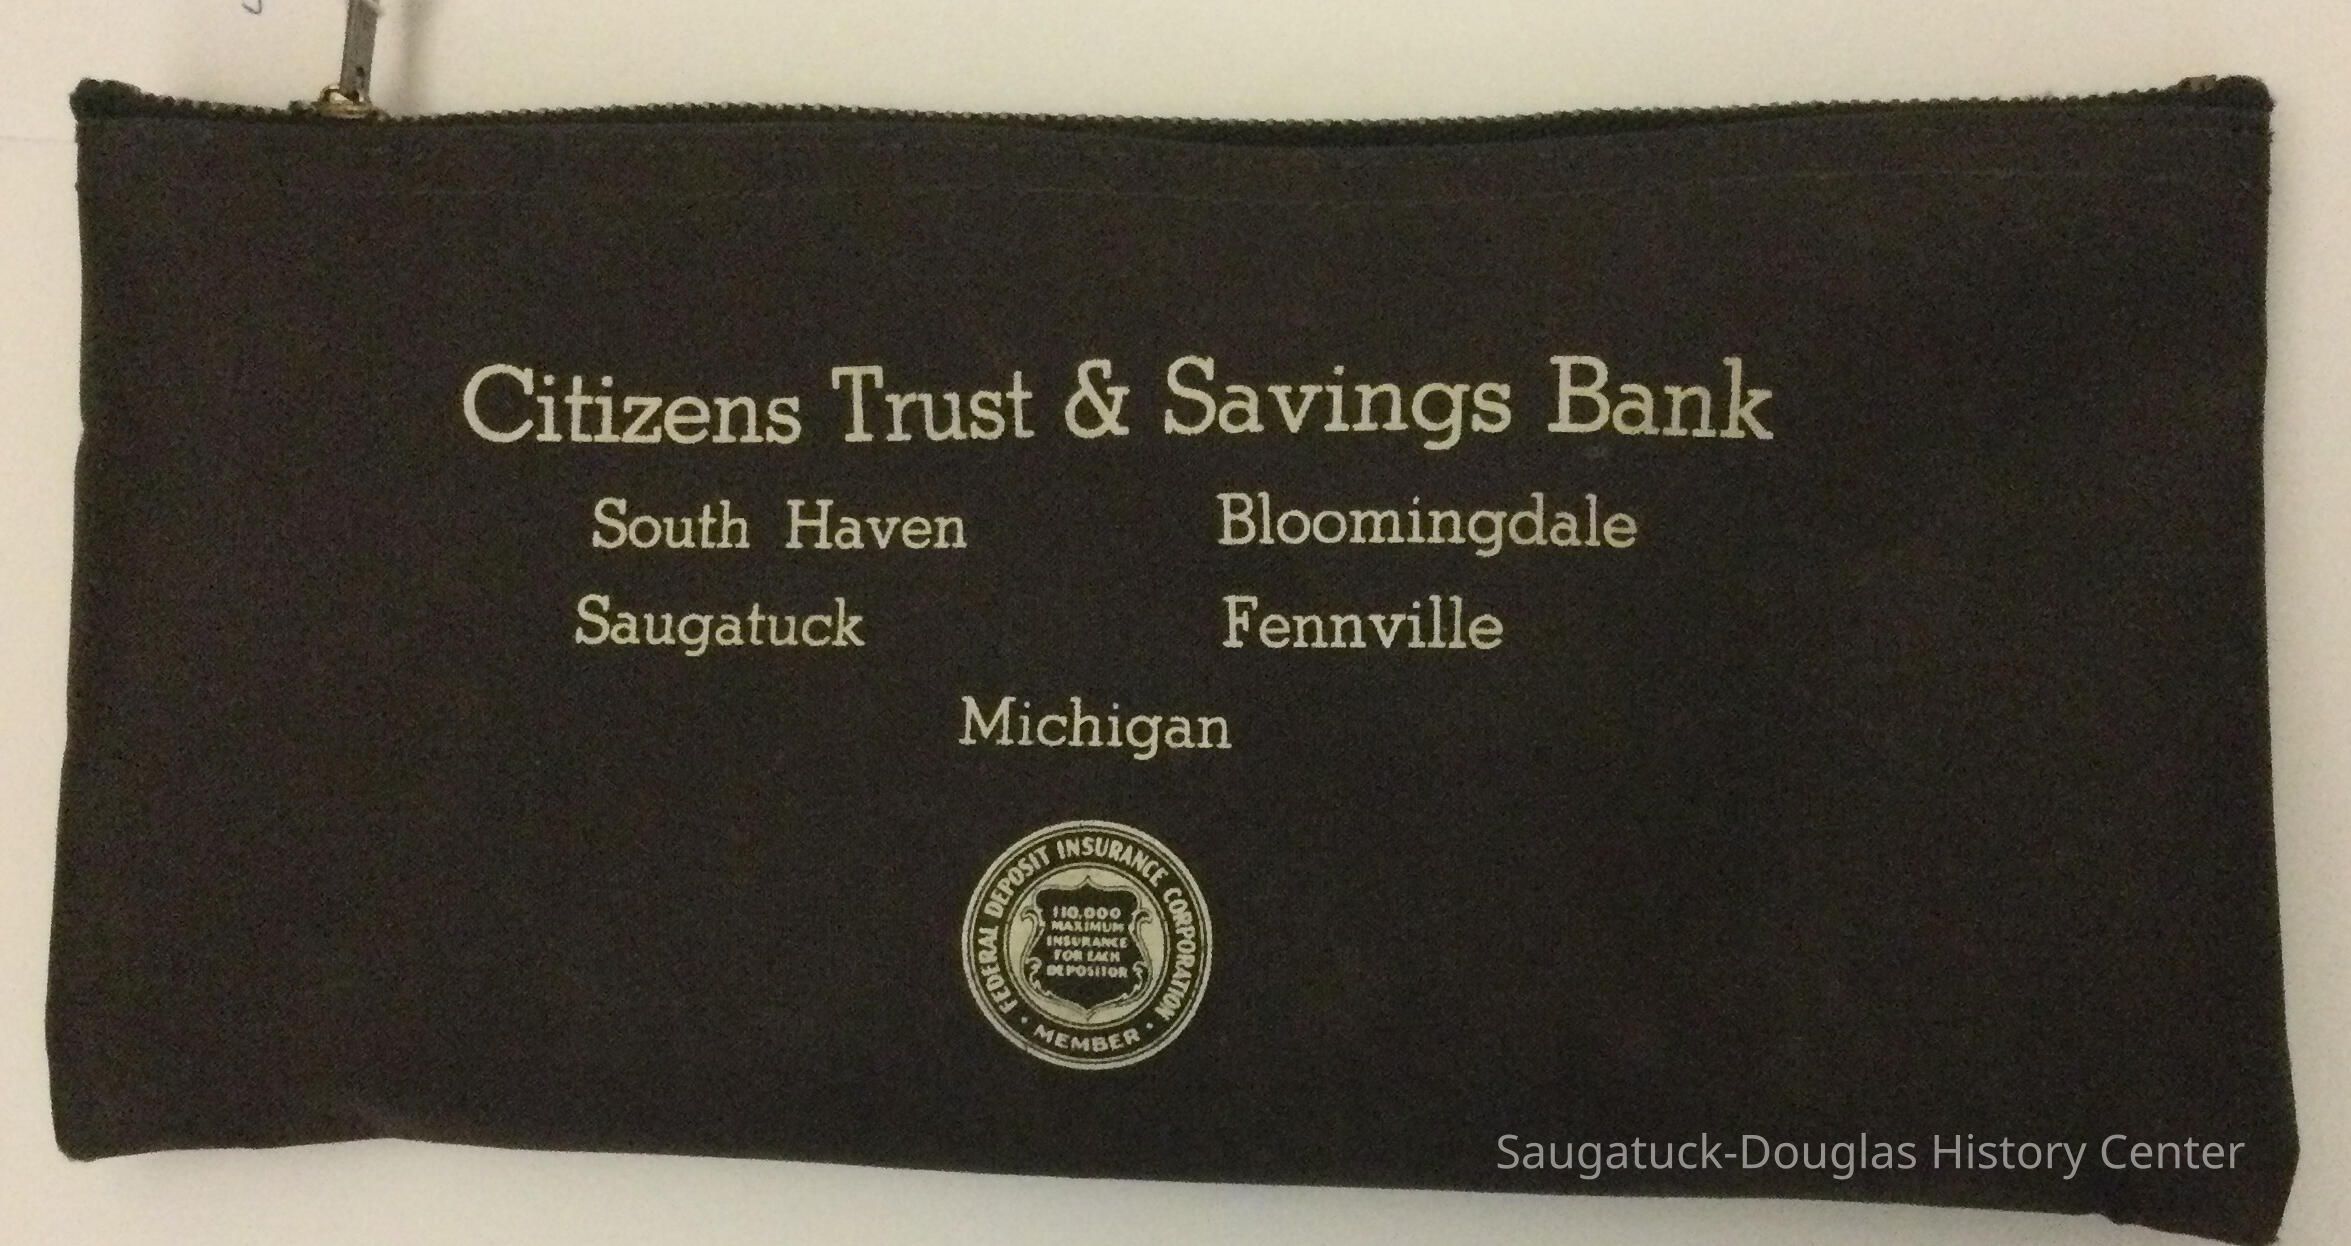 Citizens Trust & Savings Bank
South Haven Bloomingdale
Saugatuck Fennville
Michigan
FEDERAL DEPOSIT INSURANCE CORPORATION
$10,000
MAXIMUM
INSURANCE
FOR EACH
DEPOSITOR
• MEMBER •
Saugatuck-Douglas History Center